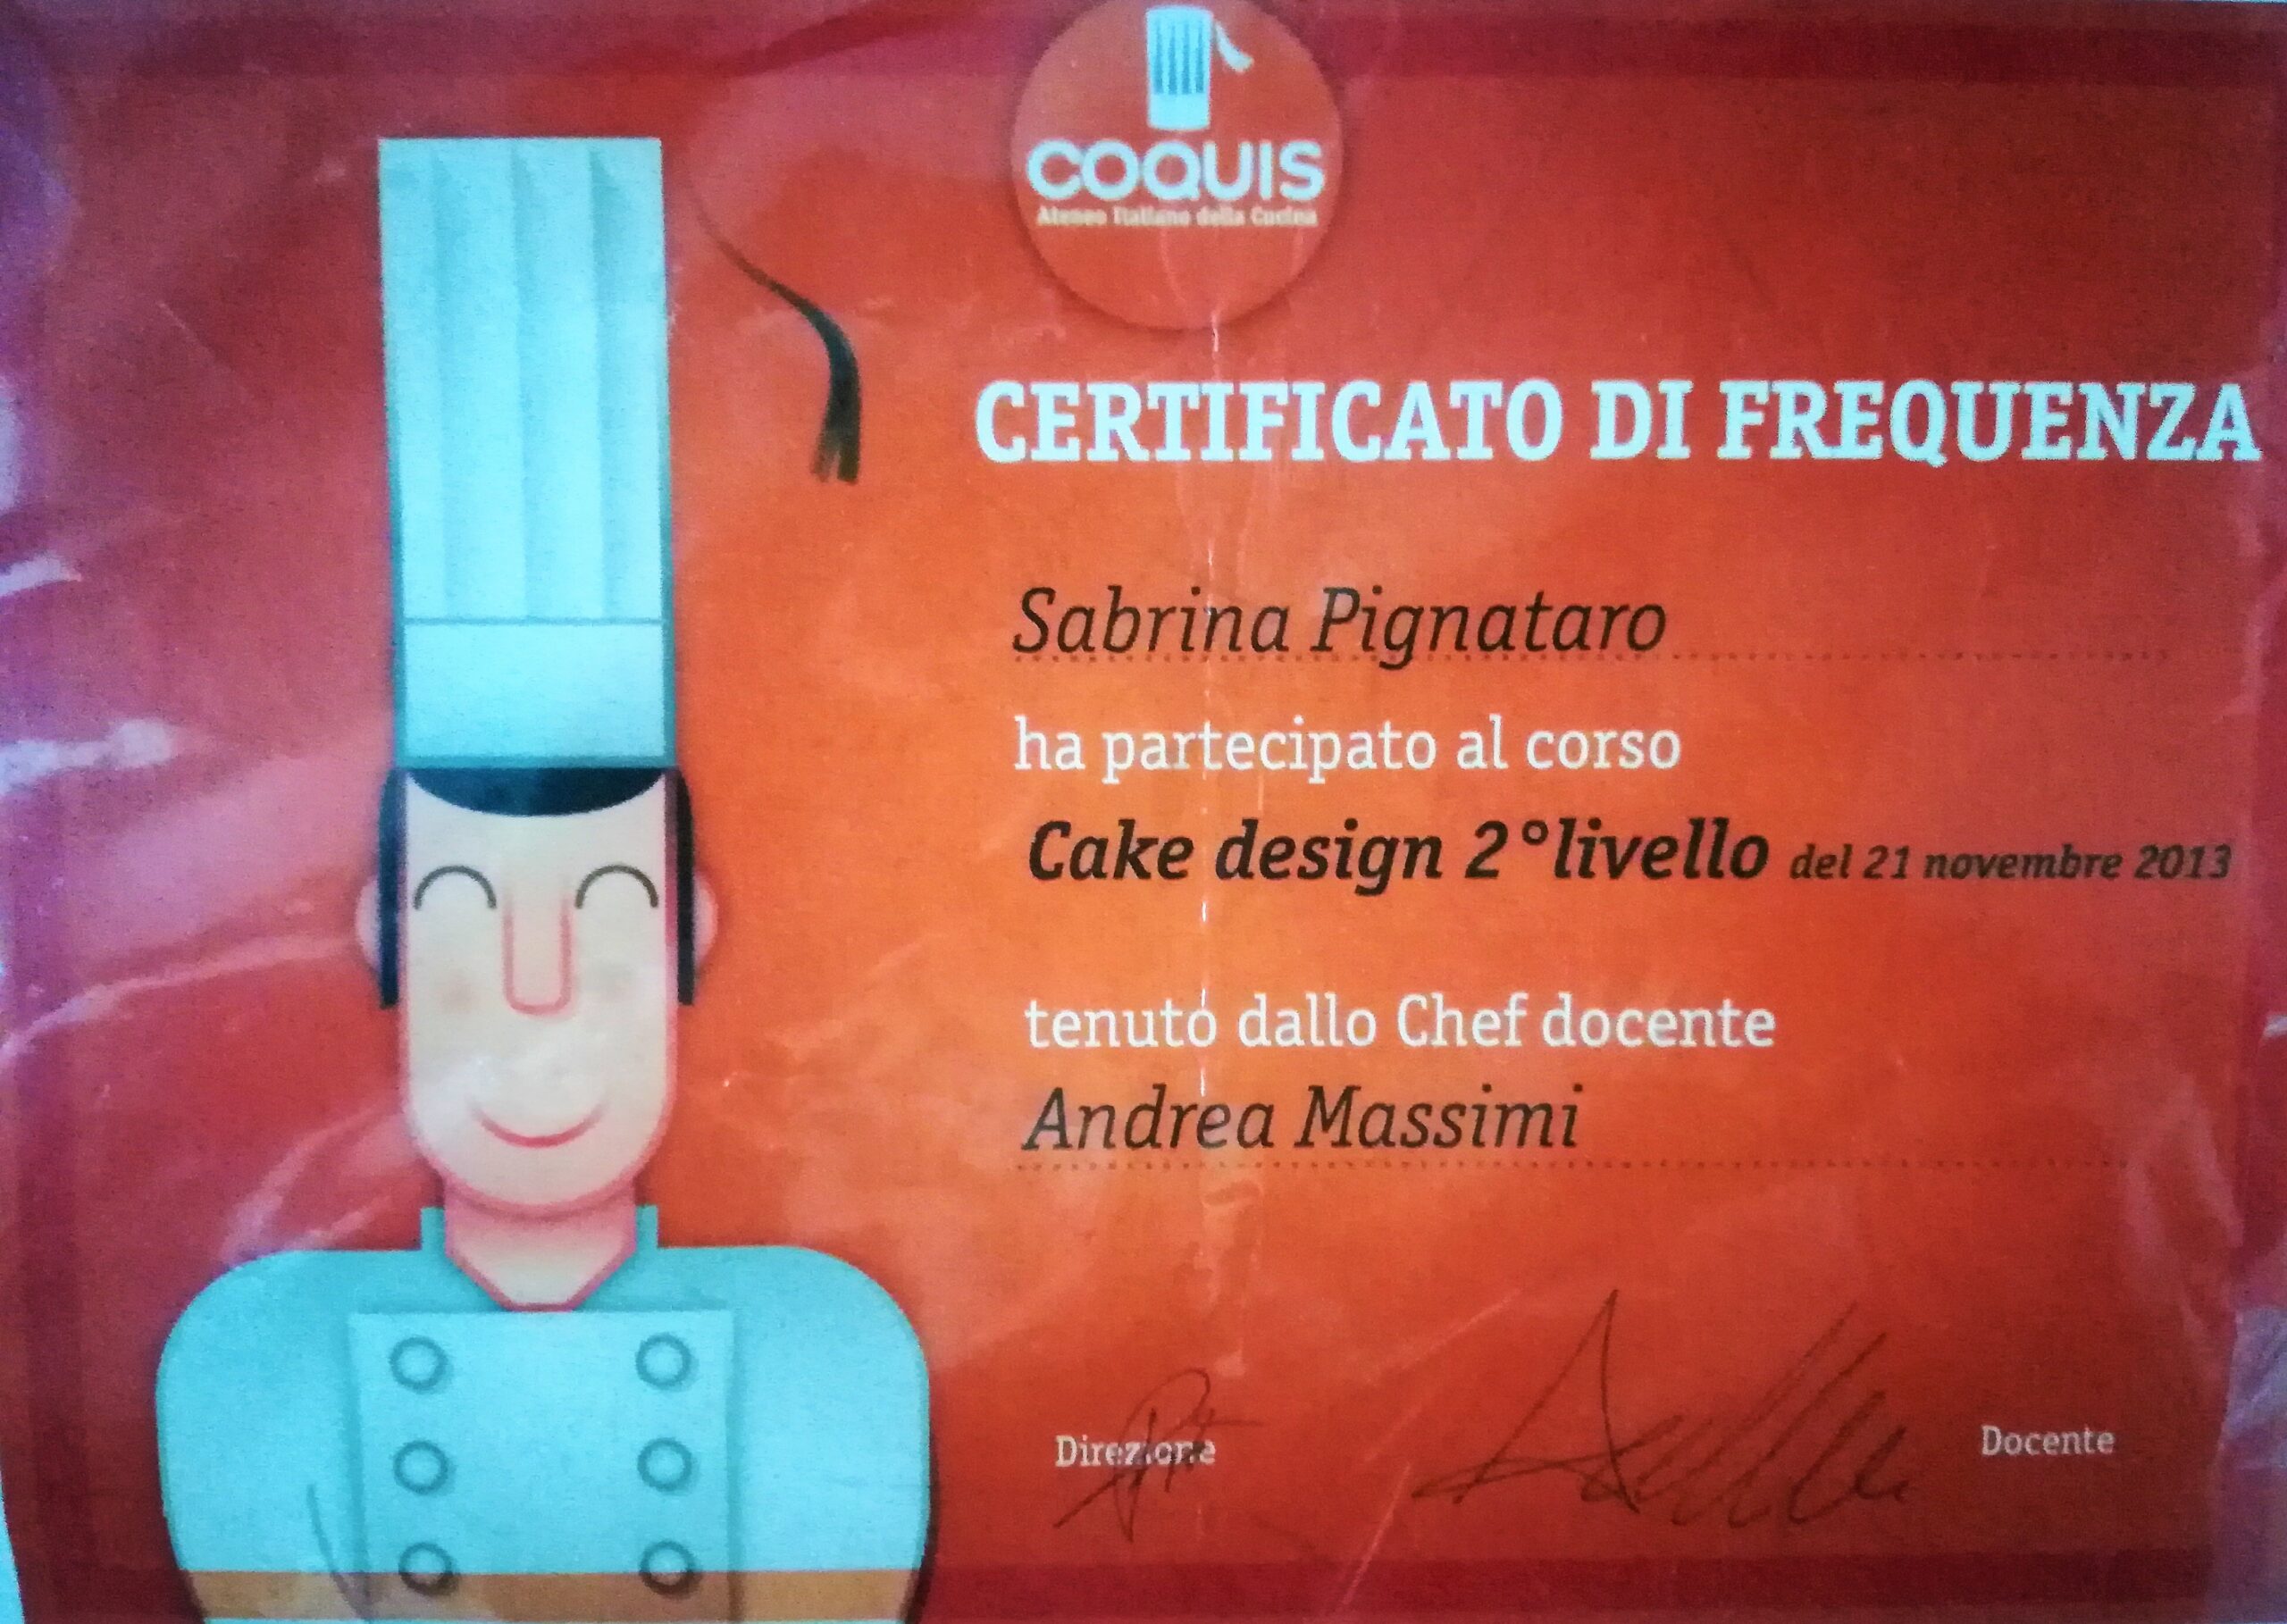 COQUIS
Ateneo Italiano della Cucina
CERTIFICATO DI FREQUENZA
Sabrina Pignataro
ha partecipato al corso
Cake design 2° livello del 21 novembre 2013
tenuto dallo Chef docente
Andrea Massimi
Direzione
Docente